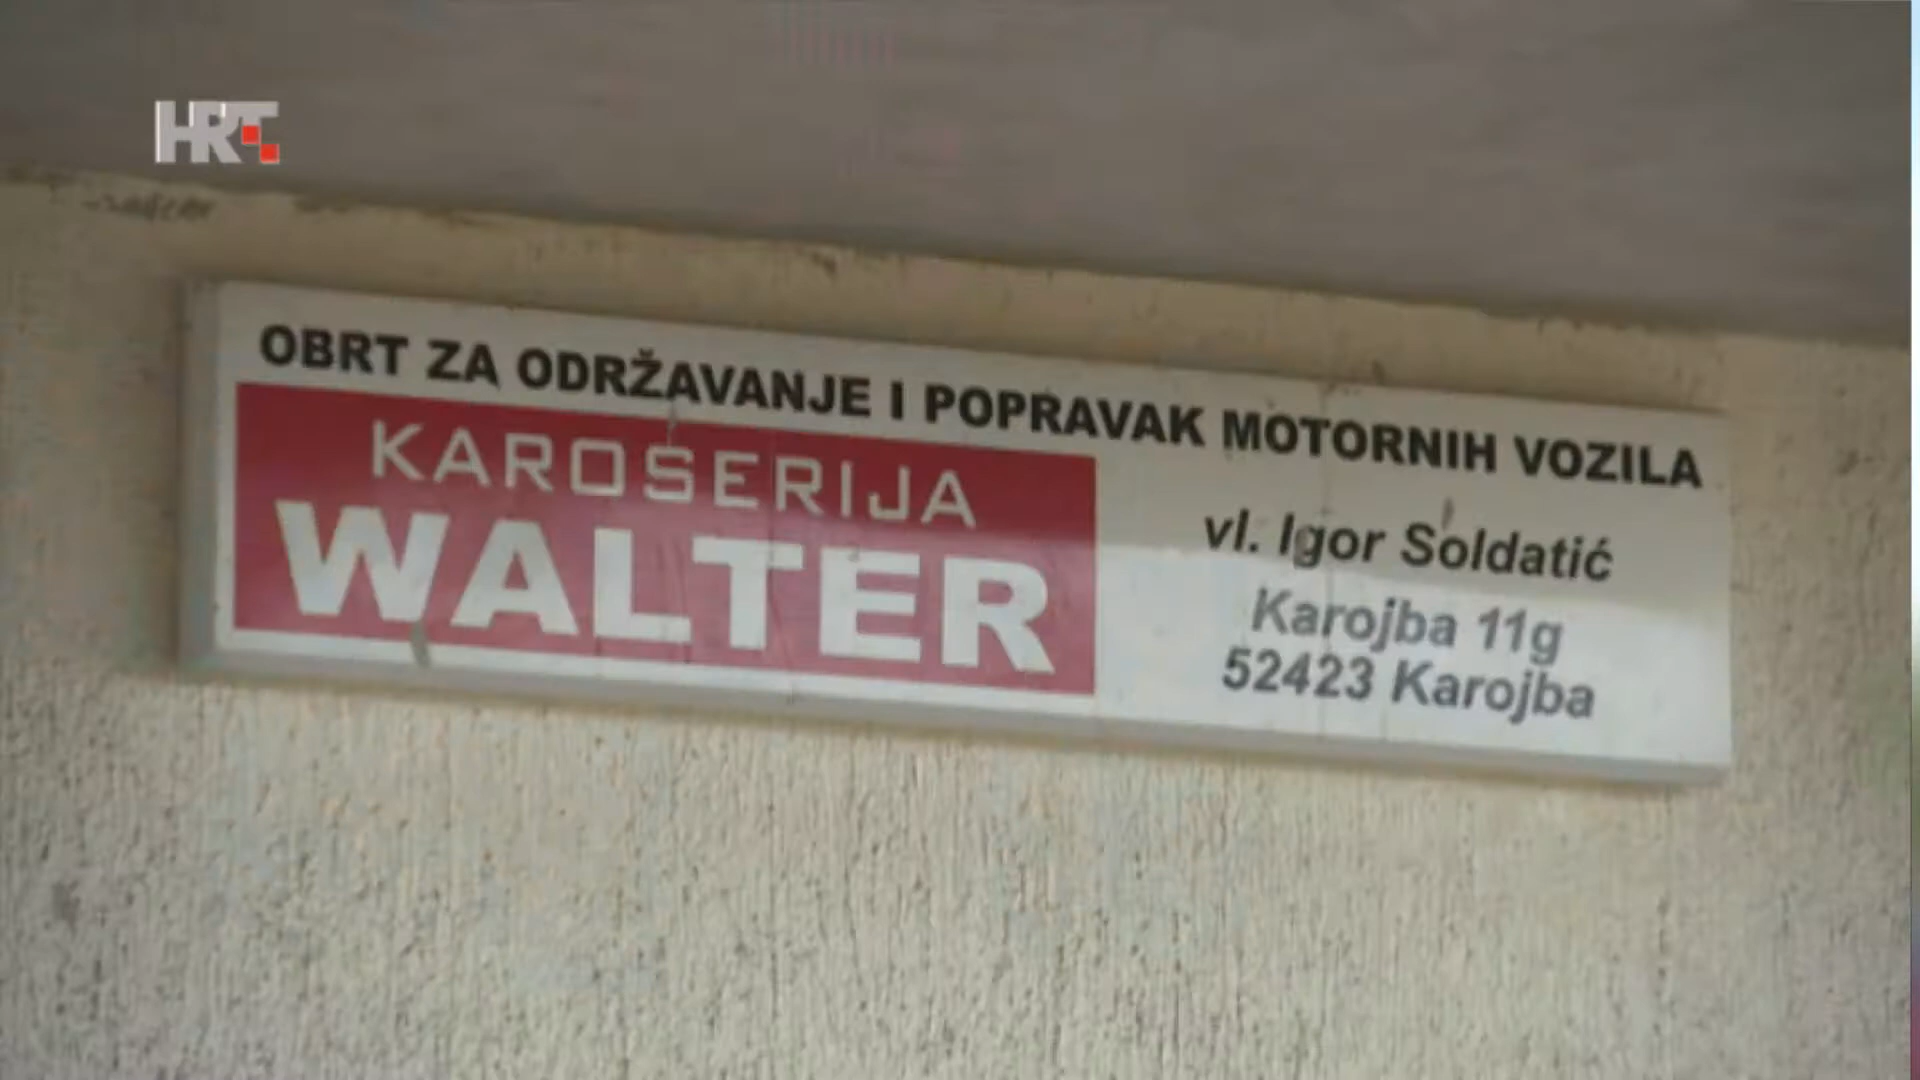 HRT
OBRT ZA ODRŽAVANJE I POPRAVAK MOTORNIH VOZILA
KAROSERIJA
WALTER
vl. Igor Soldatić
Karojba 11g
52423 Karojba